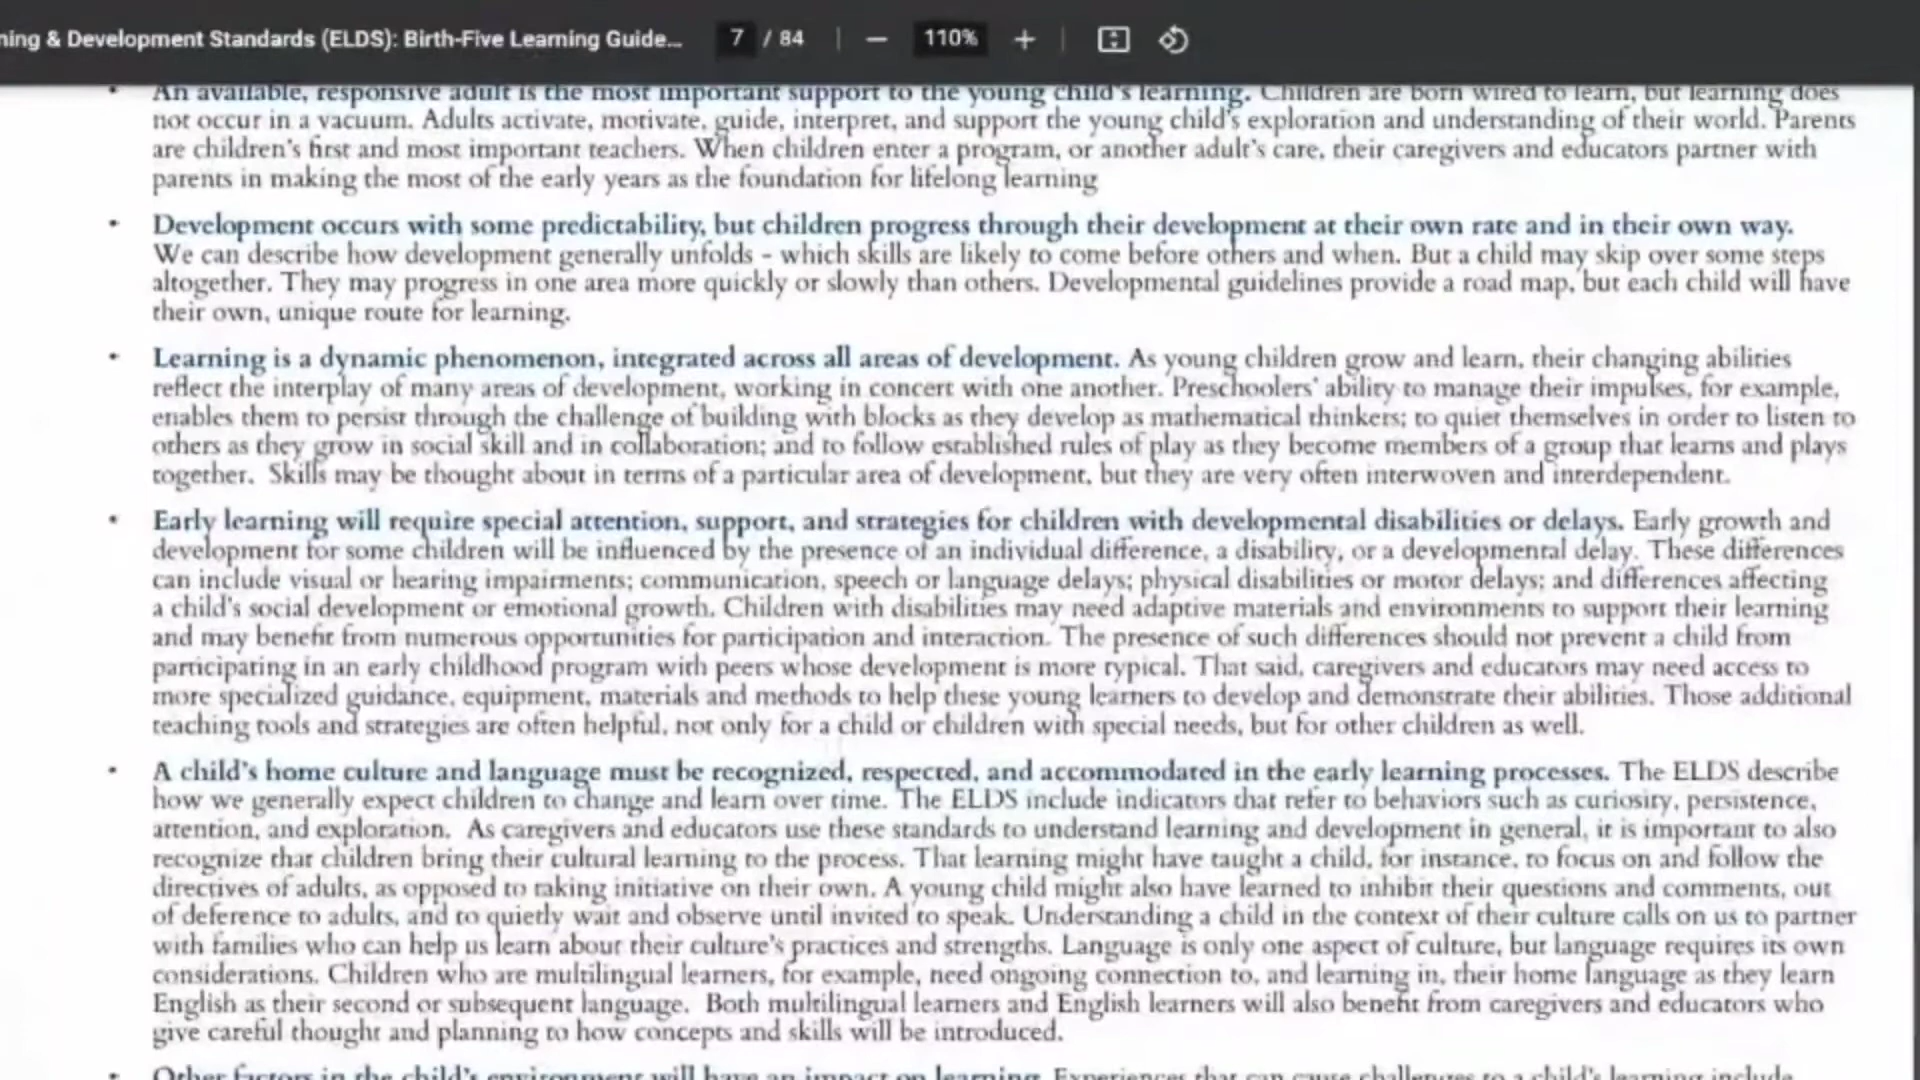 ning & Development Standards (ELDS): Birth-Five Learning Guide... 7 / 84 110%
An available, responsive adult is the most important support to the young child's learning. Children are born wired to learn, but learning does
not occur in a vacuum. Adults activate, motivate, guide, interpret, and support the young child's exploration and understanding of their world. Parents
are children's first and most important teachers. When children enter a program, or another adult's care, their caregivers and educators partner with
parents in making the most of the early years as the foundation for lifelong learning
Development occurs with some predictability, but children progress through their development at their own rate and in their own way.
We can describe how development generally unfolds - which skills are likely to come before others and when. But a child may skip over some steps
altogether. They may progress in one area more quickly or slowly than others. Developmental guidelines provide a road map, but each child will have
their own, unique route for learning.
Learning is a dynamic phenomenon, integrated across all areas of development. As young children grow and learn, their changing abilities
reflect the interplay of many areas of development, working in concert with one another. Preschoolers' ability to manage their impulses, for example,
enables them to persist through the challenge of building with blocks as they develop as mathematical thinkers; to quiet themselves in order to listen to
others as they grow in social skill and in collaboration; and to follow established rules of play as they become members of a group that learns and plays
together. Skills may be thought about in terms of a particular area of development, but they are very often interwoven and interdependent.
Early learning will require special attention, support, and strategies for children with developmental disabilities or delays. Early growth and
development for some children will be influenced by the presence of an individual difference, a disability, or a developmental delay. These differences
can include visual or hearing impairments; communication, speech or language delays; physical disabilities or motor delays; and differences affecting
a child's social development or emotional growth. Children with disabilities may need adaptive materials and environments to support their learning
and may benefit from numerous opportunities for participation and interaction. The presence of such differences should not prevent a child from
participating in an early childhood program with peers whose development is more typical. That said, caregivers and educators may need access to
more specialized guidance, equipment, materials and methods to help these young learners to develop and demonstrate their abilities. Those additional
teaching tools and strategies are often helpful, not only for a child or children with special needs, but for other children as well.
A child's home culture and language must be recognized, respected, and accommodated in the early learning processes. The ELDS describe
how we generally expect children to change and learn over time. The ELDS include indicators that refer to behaviors such as curiosity, persistence,
attention, and exploration. As caregivers and educators use these standards to understand learning and development in general, it is important to also
recognize that children bring their cultural learning to the process. That learning might have taught a child, for instance, to focus on and follow the
directives of adults, as opposed to taking initiative on their own. A young child might also have learned to inhibit their questions and comments, out
of deference to adults, and to quietly wait and observe until invited to speak. Understanding a child in the context of their culture calls on us to partner
with families who can help us learn about their culture's practices and strengths. Language is only one aspect of culture, but language requires its own
considerations. Children who are multilingual learners, for example, need ongoing connection to, and learning in, their home language as they learn
English as their second or subsequent language. Both multilingual learners and English learners will also benefit from caregivers and educators who
give careful thought and planning to how concepts and skills will be introduced.
Other factors in the child's environment will have an impact on learning. Experiences that can cause challenges to a child's learning include